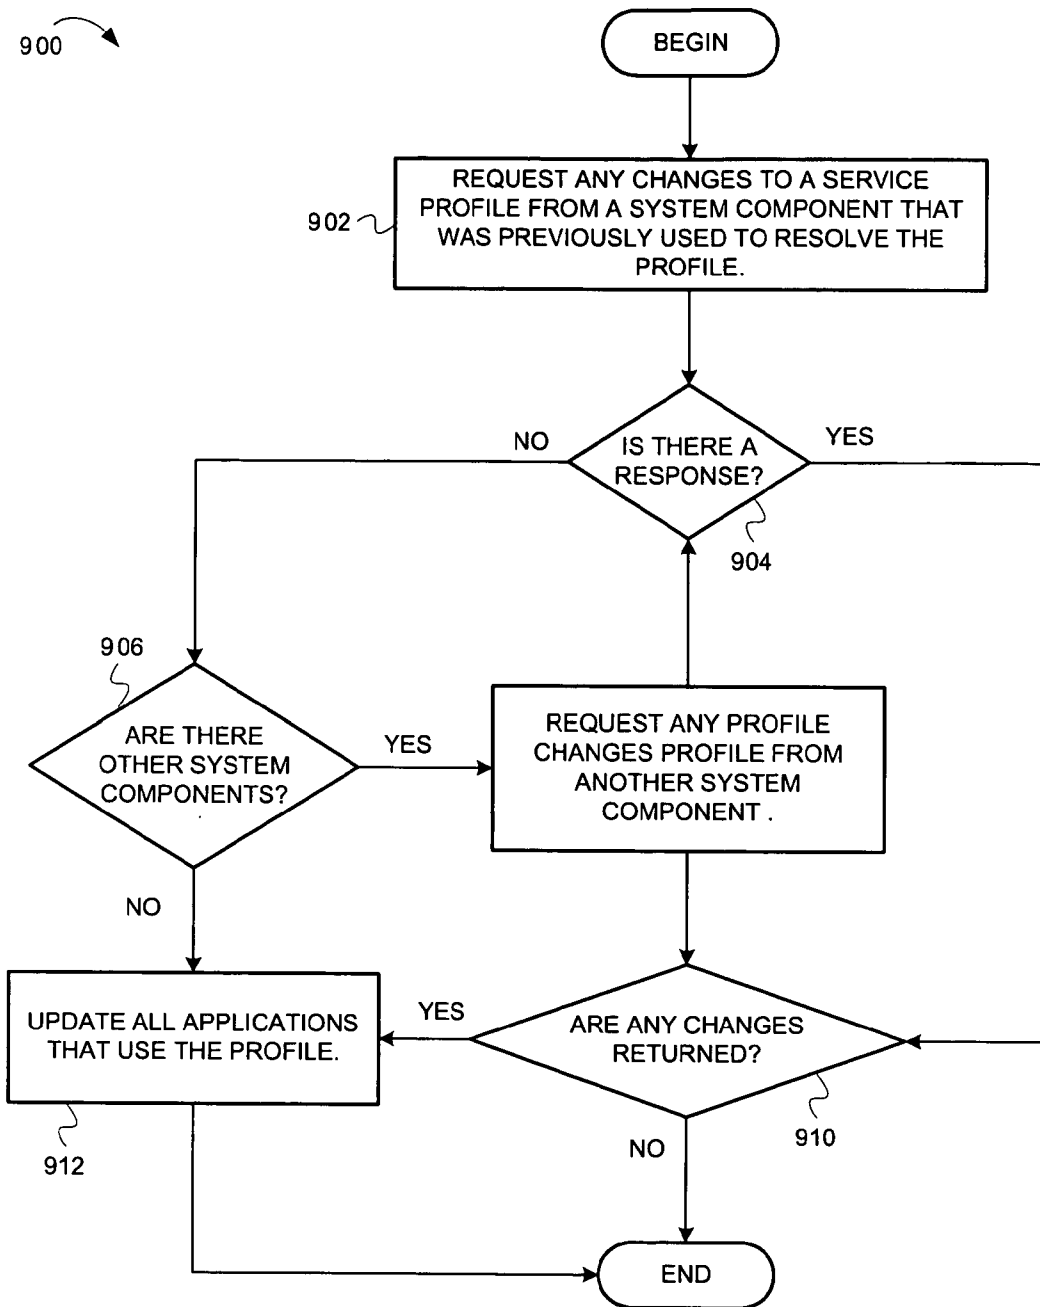 900
BEGIN
REQUEST ANY CHANGES TO A SERVICE
PROFILE FROM A SYSTEM COMPONENT THAT
WAS PREVIOUSLY USED TO RESOLVE THE
PROFILE.
902
NO
IS THERE A
RESPONSE?
YES
904
906
ARE THERE
OTHER SYSTEM
COMPONENTS?
YES
REQUEST ANY PROFILE
CHANGES PROFILE FROM
ANOTHER SYSTEM
COMPONENT .
NO
UPDATE ALL APPLICATIONS
THAT USE THE PROFILE.
YES
ARE ANY CHANGES
RETURNED?
912
910
NO
END